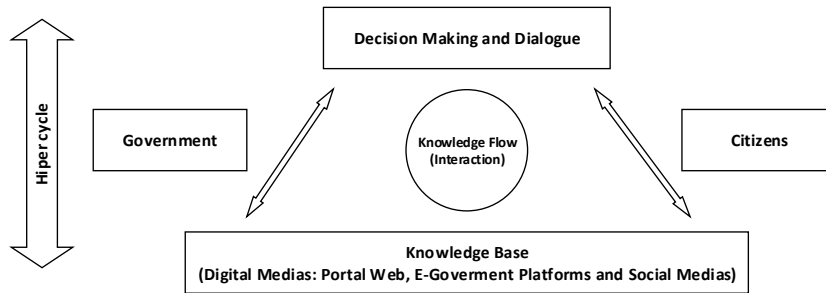 Decision Making and Dialogue
Hiper cycle
Government
Knowledge Flow
(Interaction)
Citizens
Knowledge Base
(Digital Medias: Portal Web, E-Goverment Platforms and Social Medias)